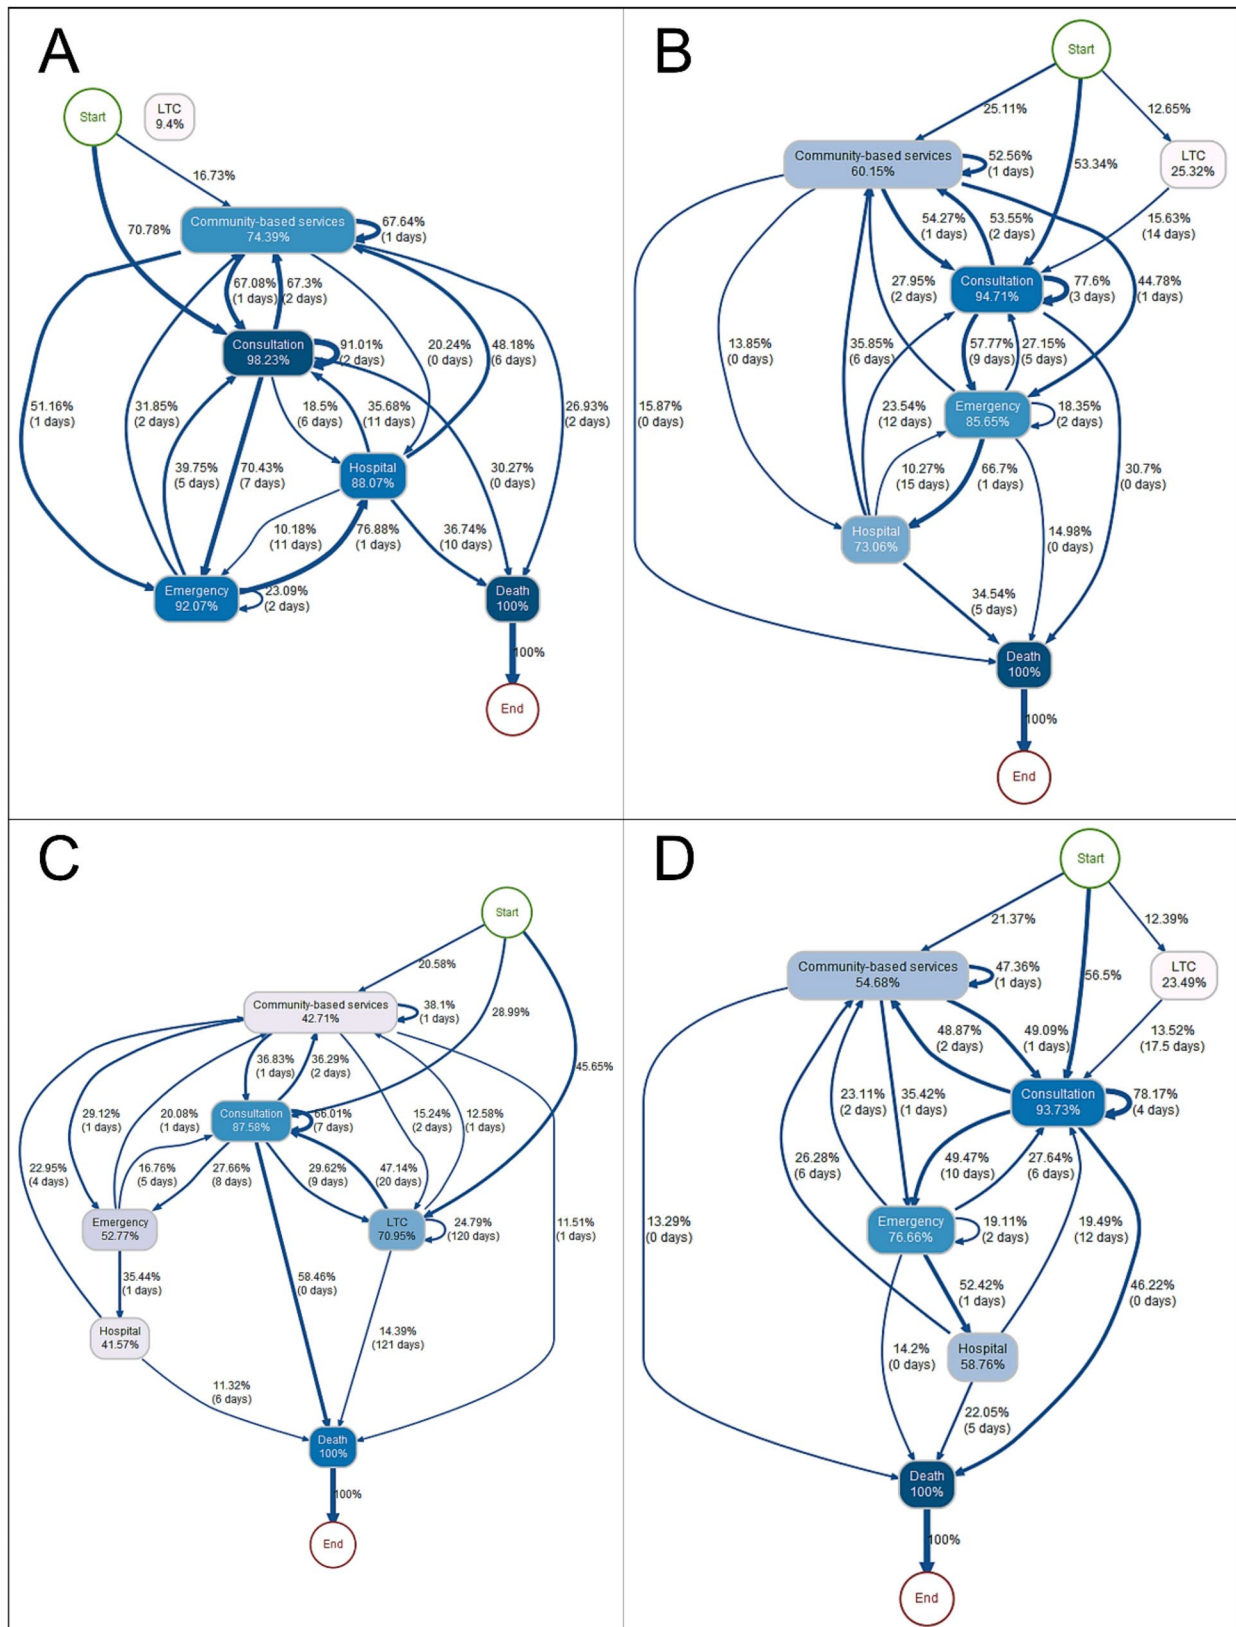 A
Start
LTC
9.4%
16.73%
70.78%
Community-based services
74.39%
67.64%
(1 days)
67.08%
(1 days)
67.3%
(2 days)
Consultation
98.23%
91.01%
(2 days)
20.24%
(0 days)
48.18%
(6 days)
51.16%
(1 days)
31.85%
(2 days)
18.5%
(6 days)
35.68%
(11 days)
26.93%
(2 days)
39.75%
(5 days)
70.43%
(7 days)
Hospital
88.07%
30.27%
(0 days)
10.18%
(11 days)
76.88%
(1 days)
36.74%
(10 days)
Emergency
92.07%
23.09%
(2 days)
Death
100%
100%
End
B
Start
25.11%
12.65%
Community-based services
60.15%
52.56%
(1 days)
53.34%
LTC
25.32%
54.27%
(1 days)
53.55%
(2 days)
15.63%
(14 days)
27.95%
(2 days)
Consultation
94.71%
77.6%
(3 days)
44.78%
(1 days)
13.85%
(0 days)
35.85%
(6 days)
57.77%
(9 days)
27.15%
(5 days)
15.87%
(0 days)
23.54%
(12 days)
Emergency
85.65%
18.35%
(2 days)
10.27%
(15 days)
66.7%
(1 days)
30.7%
(0 days)
Hospital
73.06%
14.98%
(0 days)
34.54%
(5 days)
Death
100%
100%
End
C
Start
20.58%
Community-based services
42.71%
38.1%
(1 days)
28.99%
45.65%
36.83%
(1 days)
36.29%
(2 days)
29.12%
(1 days)
20.08%
(1 days)
Consultation
87.58%
66.01%
(7 days)
15.24%
(2 days)
12.58%
(1 days)
22.95%
(4 days)
16.76%
(5 days)
27.66%
(8 days)
29.62%
(9 days)
47.14%
(20 days)
Emergency
52.77%
LTC
70.95%
24.79%
(120 days)
11.51%
(1 days)
35.44%
(1 days)
58.46%
(0 days)
Hospital
41.57%
14.39%
(121 days)
11.32%
(6 days)
Death
100%
100%
End
D
Start
21.37%
12.39%
Community-based services
54.68%
47.36%
(1 days)
56.5%
LTC
23.49%
48.87%
(2 days)
49.09%
(1 days)
13.52%
(17.5 days)
23.11%
(2 days)
35.42%
(1 days)
Consultation
93.73%
78.17%
(4 days)
26.28%
(6 days)
49.47%
(10 days)
27.64%
(6 days)
13.29%
(0 days)
Emergency
76.66%
19.11%
(2 days)
19.49%
(12 days)
52.42%
(1 days)
46.22%
(0 days)
14.2%
(0 days)
Hospital
58.76%
22.05%
(5 days)
Death
100%
100%
End